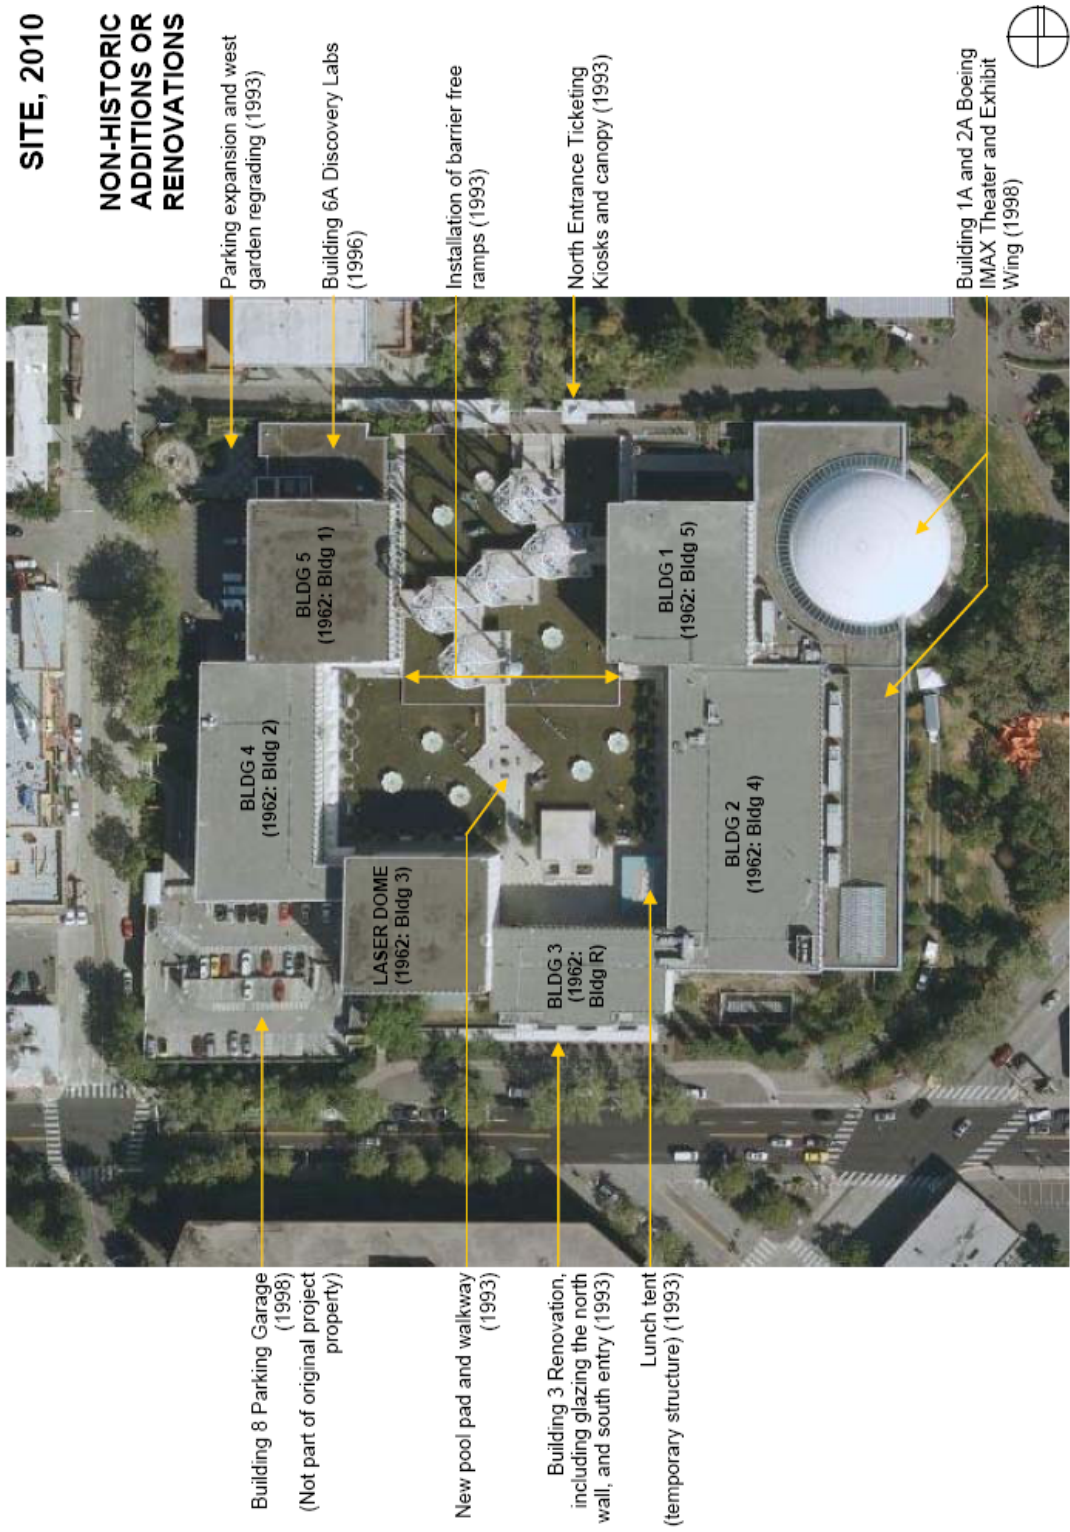 SITE, 2010
NON-HISTORIC
ADDITIONS OR
RENOVATIONS
Parking expansion and west
garden regrading (1993)
Building 6A Discovery Labs
(1996)
Installation of barrier free
ramps (1993)
North Entrance Ticketing
Kiosks and canopy (1993)
Building 1A and 2A Boeing
IMAX Theater and Exhibit
Wing (1998)
BLDG 5
(1962: Bldg 1)
BLDG 4
(1962: Bldg 2)
LASER DOME
(1962: Bldg 3)
BLDG 1
(1962: Bldg 5)
BLDG 2
(1962: Bldg 4)
BLDG 3
(1962:
Bldg R)
Building 8 Parking Garage
(1998)
(Not part of original project
property)
New pool pad and walkway
(1993)
Building 3 Renovation,
including glazing the north
wall, and south entry (1993)
Lunch tent
(temporary structure) (1993)